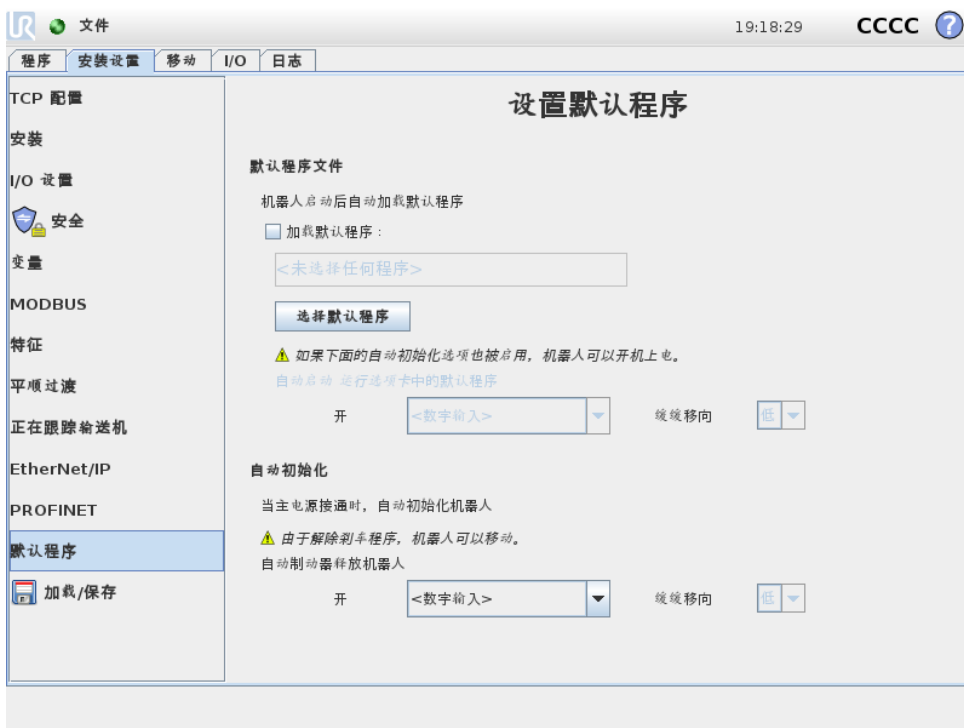 UR 文件 19:18:29 CCCC ?
程序 安装设置 移动 I/O 日志
TCP 配置
安装
I/O 设置
安全
变量
MODBUS
特征
平顺过渡
正在跟踪输送机
EtherNet/IP
PROFINET
默认程序
加载/保存
设置默认程序
默认程序文件
机器人启动后自动加载默认程序
加载默认程序：
<未选择任何程序>
选择默认程序
如果下面的自动初始化选项也被启用，机器人可以开机上电。
自动启动 运行选项卡中的默认程序
开 <数字输入> 缓缓移向 低
自动初始化
当主电源接通时，自动初始化机器人
由于解除刹车程序，机器人可以移动。
自动制动器释放机器人
开 <数字输入> 缓缓移向 低